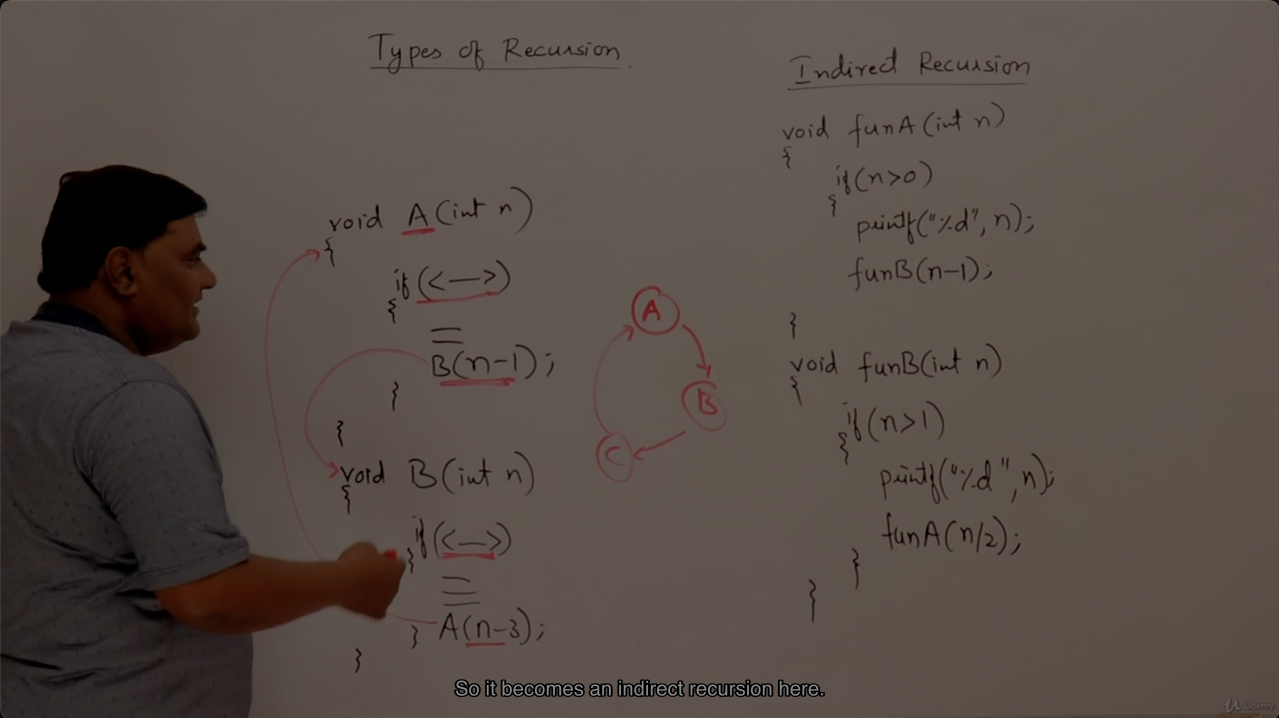 Types of Recursion.
void A(int n)
{
if(<—>)
{
B(n-1);
}
}
void B(int n)
{
if(<—>)
{
A(n-3);
}
}
A
B
C
Indirect Recursion
void funA(int n)
{
if(n>0)
{
printf("%d", n);
funB(n-1);
}
void funB(int n)
{
if(n>1)
{
printf("%d", n);
funA(n/2);
}
}
So it becomes an indirect recursion here.
Udemy